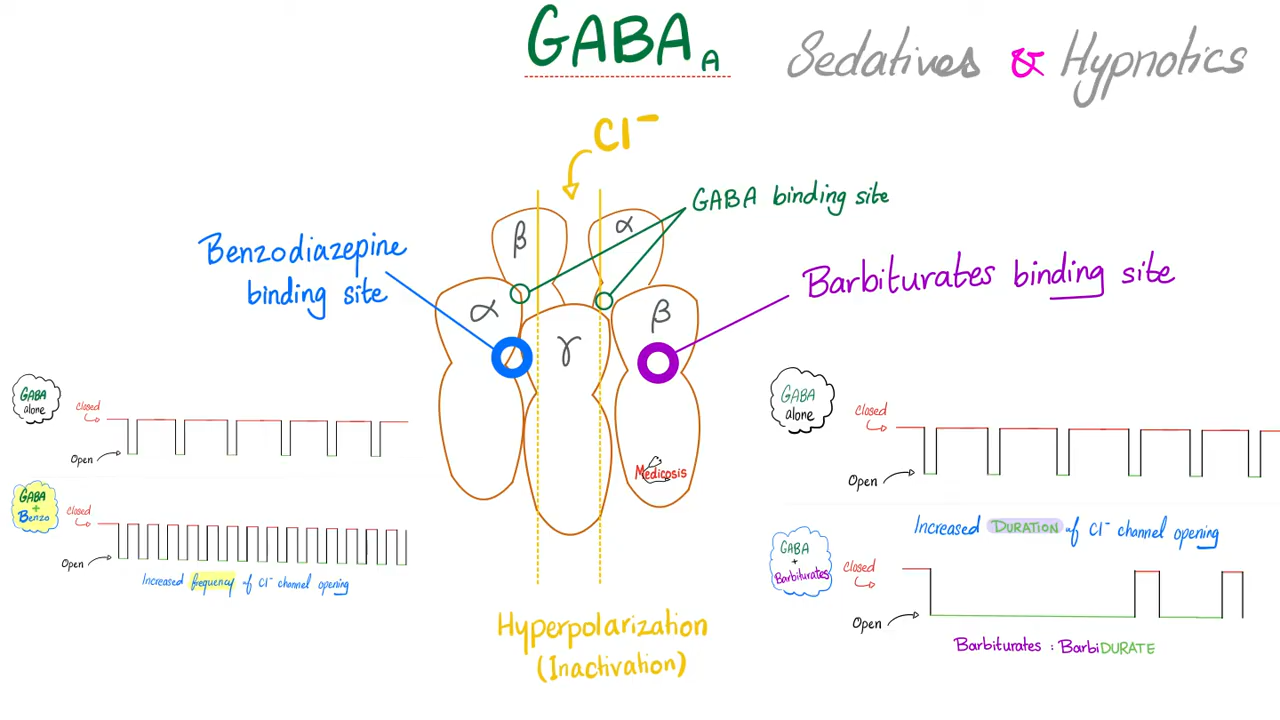 GABA A
Sedatives & Hypnotics
Cl⁻
GABA binding site
β
α
Benzodiazepine
binding site
Barbiturates binding site
α
β
γ
GABA
alone
Closed
Open
GABA
+
Benzo
Closed
Open
Increased frequency of Cl⁻ channel opening
Medicosis
GABA
alone
Closed
Open
Increased DURATION of Cl⁻ channel opening
GABA
+
Barbiturates
Closed
Open
Barbiturates : BarbiDURATE
Hyperpolarization
(Inactivation)